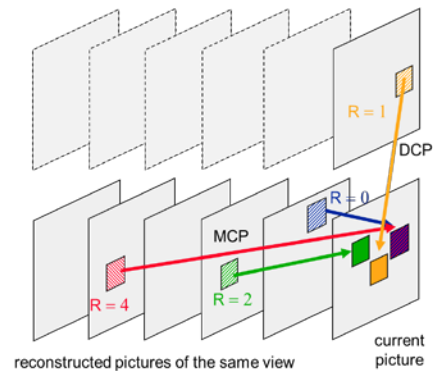 R = 1
DCP
R = 0
MCP
R = 4
R = 2
reconstructed pictures of the same view
current
picture